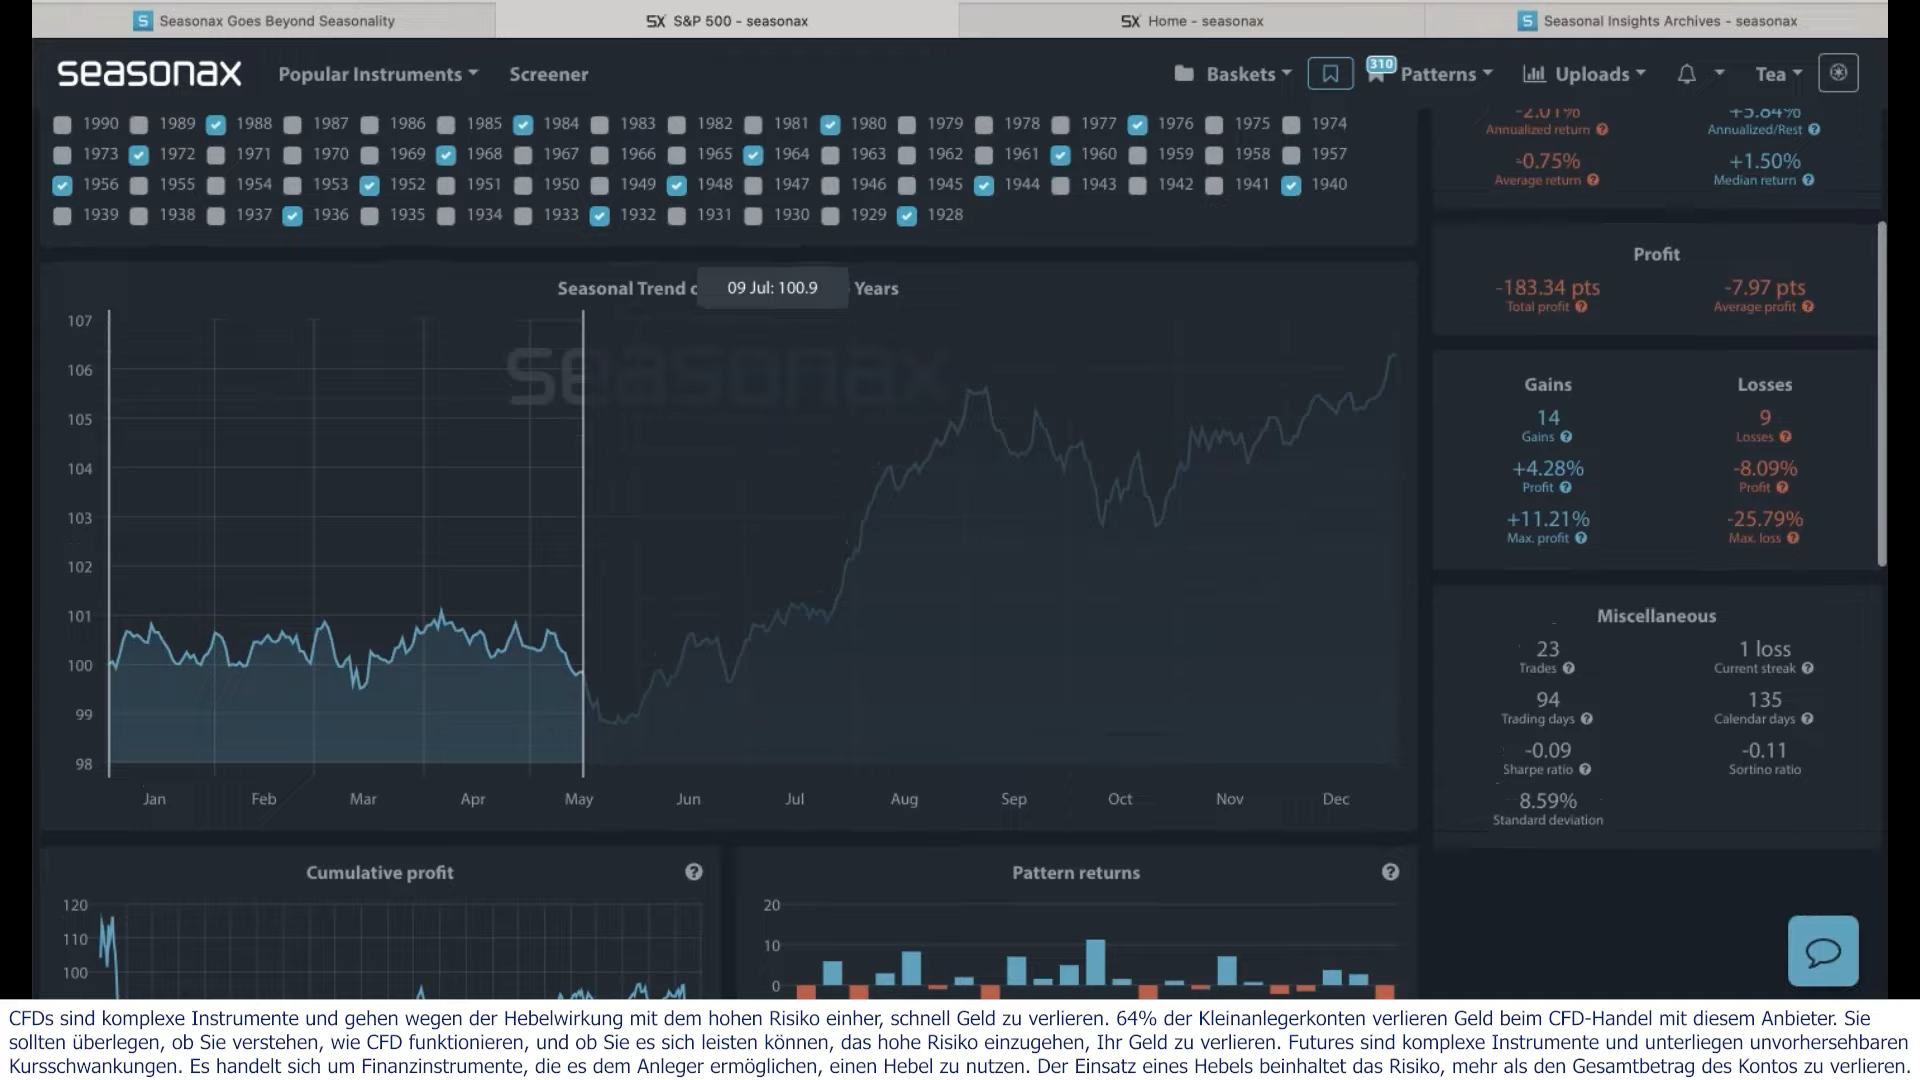 Seasonax Goes Beyond Seasonality
S&P 500 - seasonax
Home - seasonax
Seasonal Insights Archives - seasonax
seasonax Popular Instruments Screener Baskets 310 Patterns Uploads Tea
1990 1989 1988 1987 1986 1985 1984 1983 1982 1981 1980 1979 1978 1977 1976 1975 1974
1973 1972 1971 1970 1969 1968 1967 1966 1965 1964 1963 1962 1961 1960 1959 1958 1957
1956 1955 1954 1953 1952 1951 1950 1949 1948 1947 1946 1945 1944 1943 1942 1941 1940
1939 1938 1937 1936 1935 1934 1933 1932 1931 1930 1929 1928
-2.01% +5.84%
Annualized return Annualized/Rest
-0.75% +1.50%
Average return Median return
Seasonal Trend 09 Jul: 100.9 Years
seasonax
107
106
105
104
103
102
101
100
99
98
Jan Feb Mar Apr May Jun Jul Aug Sep Oct Nov Dec
Profit
-183.34 pts -7.97 pts
Total profit Average profit
Gains Losses
14 9
Gains Losses
+4.28% -8.09%
Profit Profit
+11.21% -25.79%
Max. profit Max. loss
Miscellaneous
23 1 loss
Trades Current streak
94 135
Trading days Calendar days
-0.09 -0.11
Sharpe ratio Sortino ratio
8.59%
Standard deviation
Cumulative profit
120
110
100
Pattern returns
20
10
0
CFDs sind komplexe Instrumente und gehen wegen der Hebelwirkung mit dem hohen Risiko einher, schnell Geld zu verlieren. 64% der Kleinanlegerkonten verlieren Geld beim CFD-Handel mit diesem Anbieter. Sie
sollten überlegen, ob Sie verstehen, wie CFD funktionieren, und ob Sie es sich leisten können, das hohe Risiko einzugehen, Ihr Geld zu verlieren. Futures sind komplexe Instrumente und unterliegen unvorhersehbaren
Kursschwankungen. Es handelt sich um Finanzinstrumente, die es dem Anleger ermöglichen, einen Hebel zu nutzen. Der Einsatz eines Hebels beinhaltet das Risiko, mehr als den Gesamtbetrag des Kontos zu verlieren.